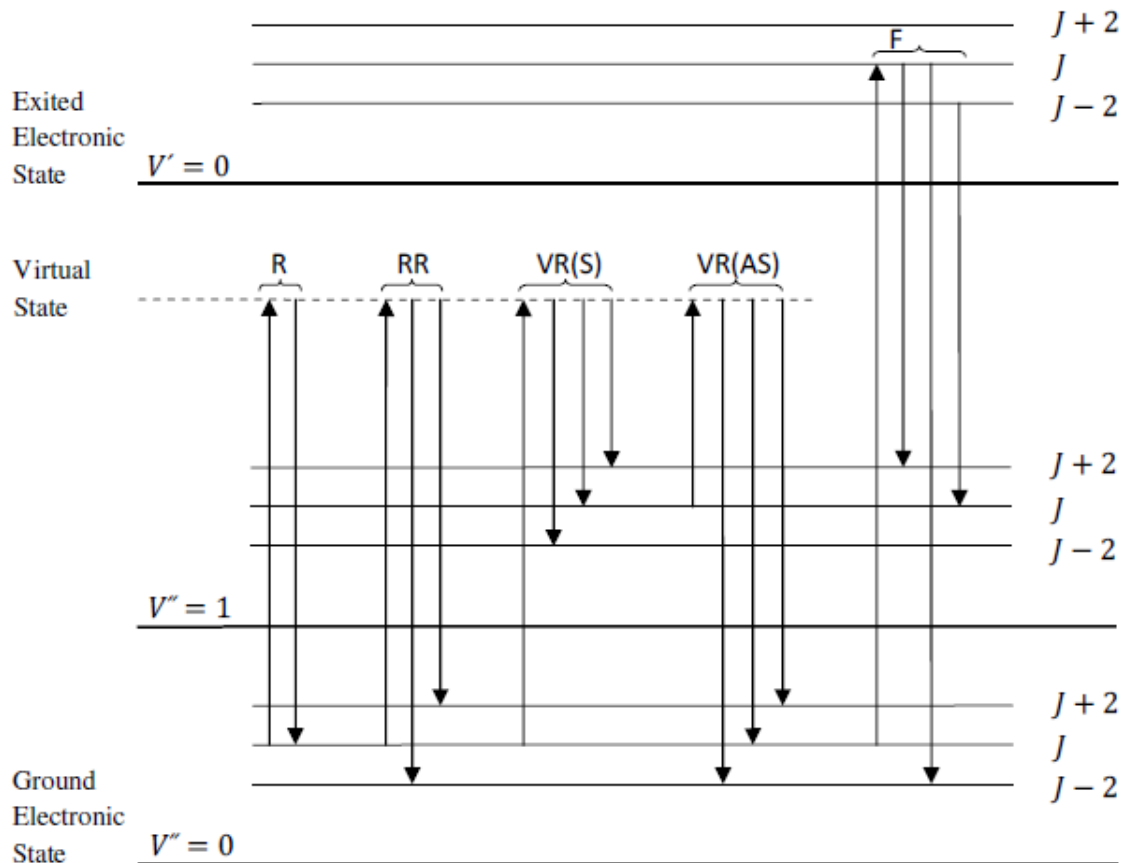 J + 2
F
J
Exited
Electronic
State
J − 2
V′ = 0
Virtual
State
R
RR
VR(S)
VR(AS)
J + 2
J
J − 2
V″ = 1
J + 2
J
Ground
Electronic
State
J − 2
V″ = 0